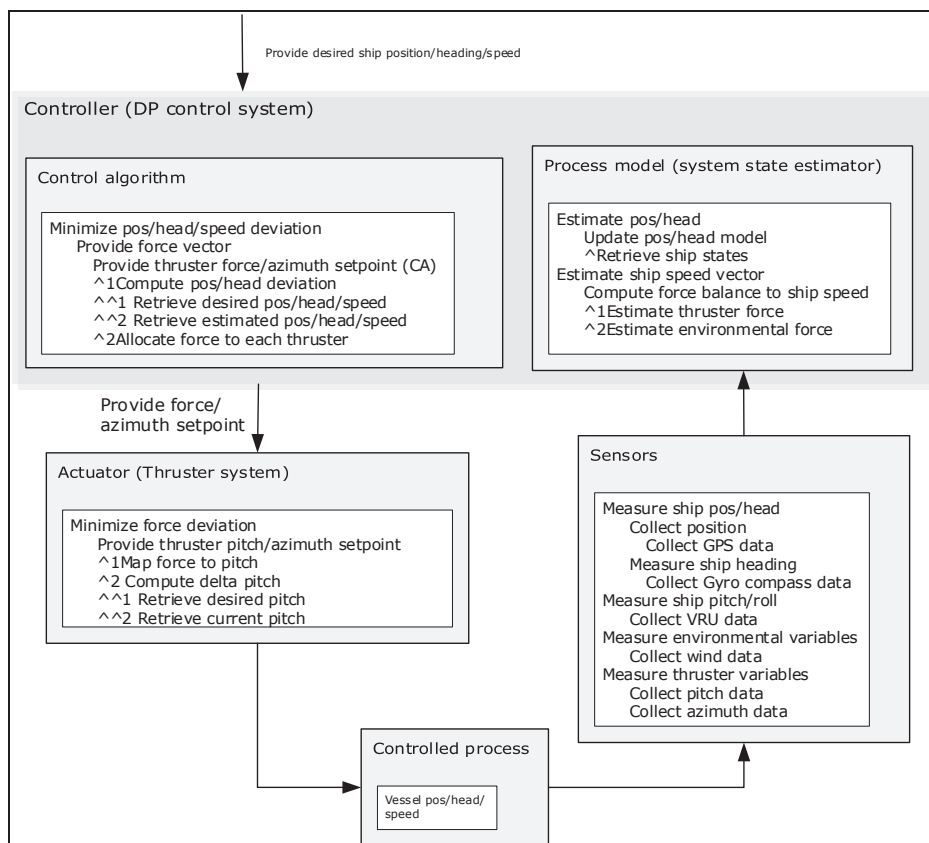 Provide desired ship position/heading/speed
Controller (DP control system)
Control algorithm
Minimize pos/head/speed deviation
Provide force vector
Provide thruster force/azimuth setpoint (CA)
^1Compute pos/head deviation
^^1 Retrieve desired pos/head/speed
^^2 Retrieve estimated pos/head/speed
^2Allocate force to each thruster
Process model (system state estimator)
Estimate pos/head
Update pos/head model
^Retrieve ship states
Estimate ship speed vector
Compute force balance to ship speed
^1Estimate thruster force
^2Estimate environmental force
Provide force/
azimuth setpoint
Actuator (Thruster system)
Minimize force deviation
Provide thruster pitch/azimuth setpoint
^1Map force to pitch
^2 Compute delta pitch
^^1 Retrieve desired pitch
^^2 Retrieve current pitch
Sensors
Measure ship pos/head
Collect position
Collect GPS data
Measure ship heading
Collect Gyro compass data
Measure ship pitch/roll
Collect VRU data
Measure environmental variables
Collect wind data
Measure thruster variables
Collect pitch data
Collect azimuth data
Controlled process
Vessel pos/head/
speed